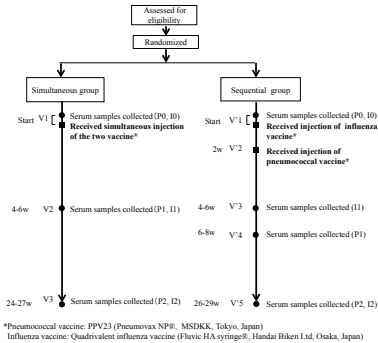 Assessed for
eligibility
Randomized
Simultaneous group
Start V1
Serum samples collected (P0, I0)
Received simultaneous injection
of the two vaccine*
4-6w V2 Serum samples collected (P1, I1)
24-27w V3 Serum samples collected (P2, I2)
Sequential group
Start V'1
Serum samples collected (P0, I0)
Received injection of influenza
vaccine*
2w V'2 Received injection of
pneumococcal vaccine*
4-6w V'3 Serum samples collected (I1)
6-8w V'4 Serum samples collected (P1)
26-29w V'5 Serum samples collected (P2, I2)
*Pneumococcal vaccine: PPV23 (Pneumovax NP®, MSDKK, Tokyo, Japan)
Influenza vaccine: Quadrivalent influenza vaccine (Fluvic HA syringe®, Handai Biken Ltd, Osaka, Japan)